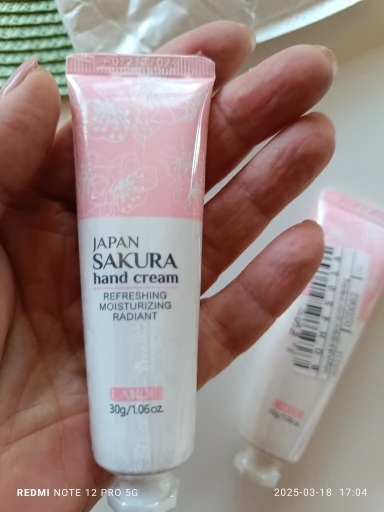 JAPAN
SAKURA
hand cream
REFRESHING
MOISTURIZING
RADIANT
30g/1.06oz.
REDMI NOTE 12 PRO 5G
2025-03-18 17:04